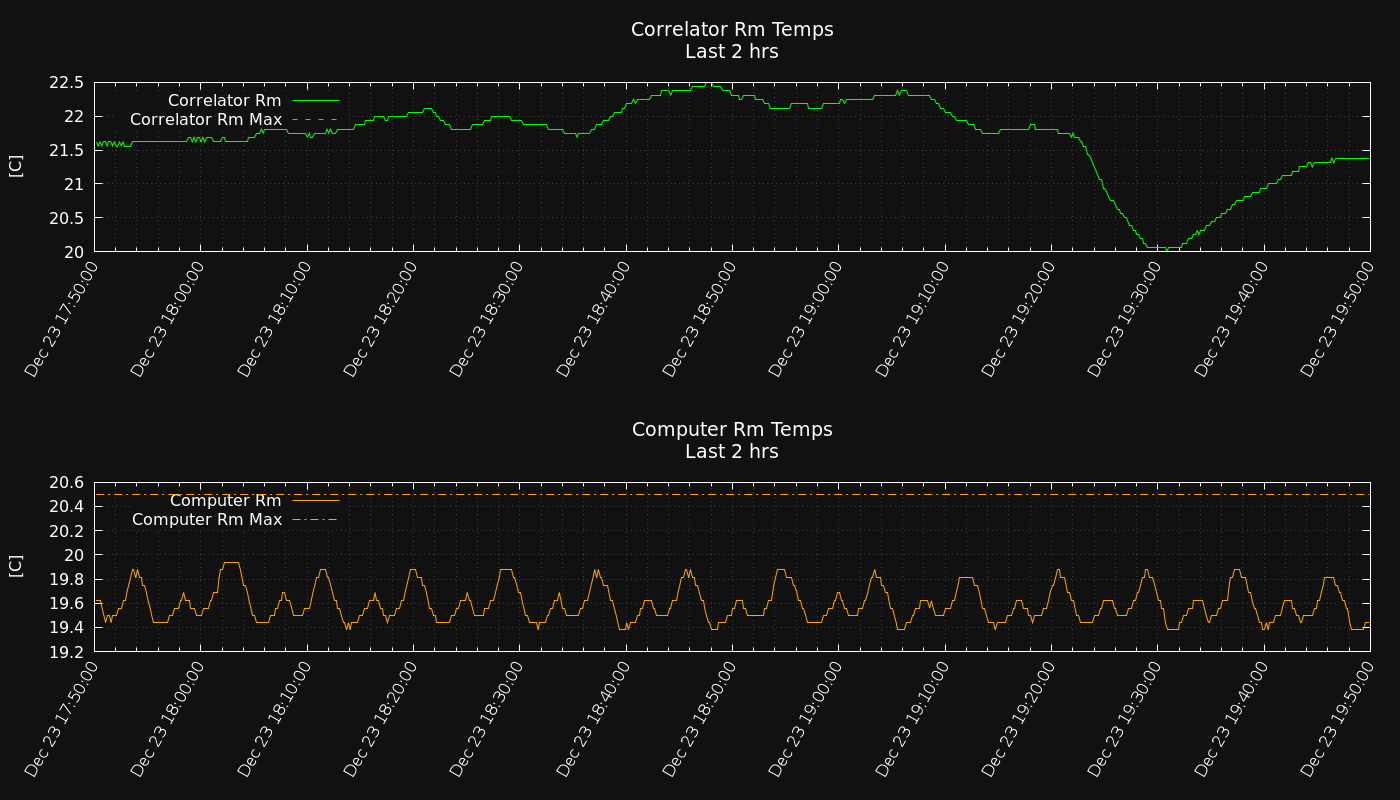 Correlator Rm Temps
Last 2 hrs
22.5
22
21.5
21
20.5
20
[C]
Correlator Rm
Correlator Rm Max
Dec 23 17:50:00
Dec 23 18:00:00
Dec 23 18:10:00
Dec 23 18:20:00
Dec 23 18:30:00
Dec 23 18:40:00
Dec 23 18:50:00
Dec 23 19:00:00
Dec 23 19:10:00
Dec 23 19:20:00
Dec 23 19:30:00
Dec 23 19:40:00
Dec 23 19:50:00
Computer Rm Temps
Last 2 hrs
20.6
20.4
20.2
20
19.8
19.6
19.4
19.2
[C]
Computer Rm
Computer Rm Max
Dec 23 17:50:00
Dec 23 18:00:00
Dec 23 18:10:00
Dec 23 18:20:00
Dec 23 18:30:00
Dec 23 18:40:00
Dec 23 18:50:00
Dec 23 19:00:00
Dec 23 19:10:00
Dec 23 19:20:00
Dec 23 19:30:00
Dec 23 19:40:00
Dec 23 19:50:00